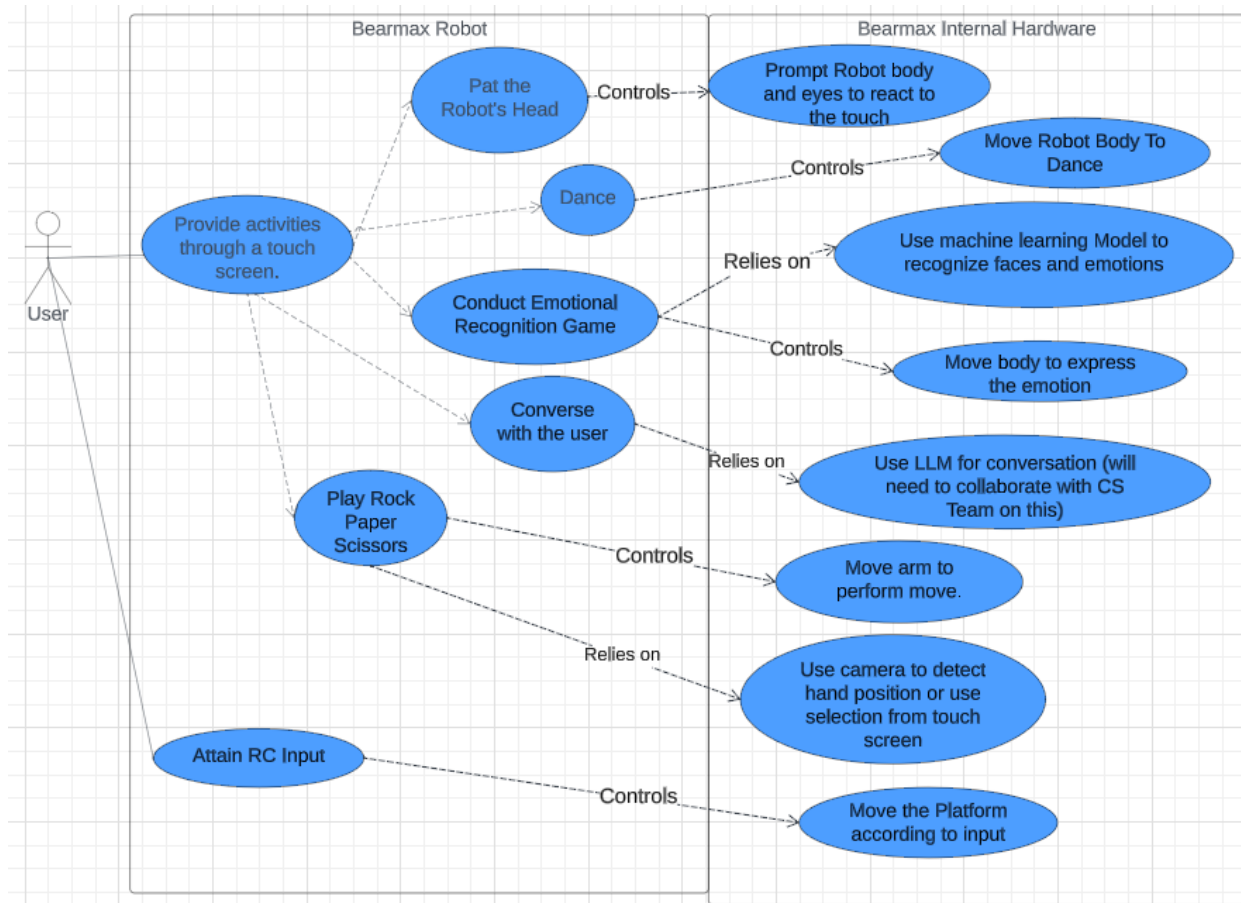 Bearmax Robot
Bearmax Internal Hardware
Pat the
Robot's Head
Controls
Prompt Robot body
and eyes to react to
the touch
Dance
Controls
Move Robot Body To
Dance
User
Provide activities
through a touch
screen.
Conduct Emotional
Recognition Game
Relies on
Use machine learning Model to
recognize faces and emotions
Controls
Move body to express
the emotion
Converse
with the user
Relies on
Use LLM for conversation (will
need to collaborate with CS
Team on this)
Play Rock
Paper
Scissors
Controls
Move arm to
perform move.
Relies on
Use camera to detect
hand position or use
selection from touch
screen
Attain RC Input
Controls
Move the Platform
according to input